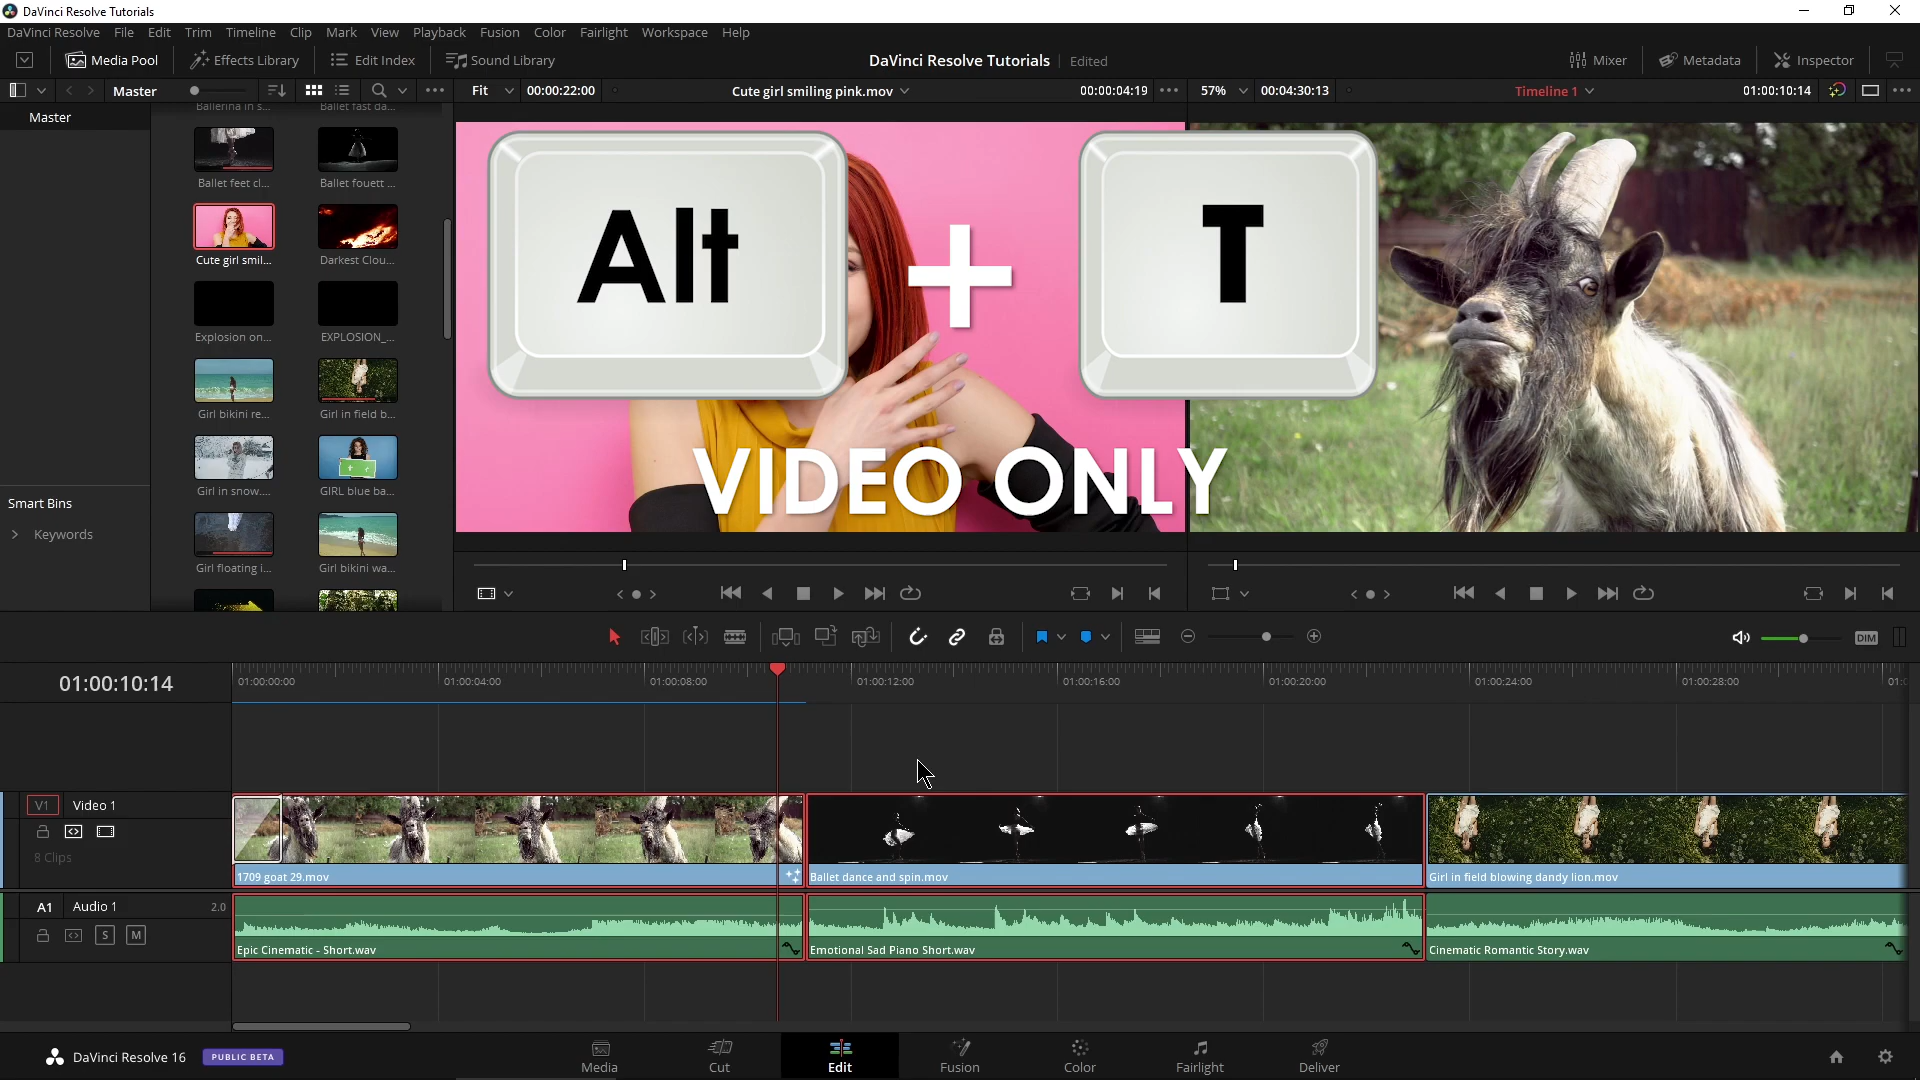 DaVinci Resolve Tutorials
DaVinci Resolve File Edit Trim Timeline Clip Mark View Playback Fusion Color Fairlight Workspace Help
Media Pool Effects Library Edit Index Sound Library DaVinci Resolve Tutorials Edited Mixer Metadata Inspector
Master Fit 00:00:22:00 Cute girl smiling pink.mov 00:00:04:19 57% 00:04:30:13 Timeline 1 01:00:10:14
Ballerina in s... Ballet fast da...
Master
Ballet feet cl... Ballet fouett ...
Cute girl smil... Darkest Clou...
Explosion on... EXPLOSION_...
Girl bikini re... Girl in field b...
Girl in snow.... GIRL blue ba...
Girl floating i... Girl bikini wa...
Smart Bins
Keywords
Alt + T
VIDEO ONLY
DIM
01:00:10:14
01:00:00:00 01:00:04:00 01:00:08:00 01:00:12:00 01:00:16:00 01:00:20:00 01:00:24:00 01:00:28:00
V1 Video 1
8 Clips
1709 goat 29.mov Ballet dance and spin.mov Girl in field blowing dandy lion.mov
A1 Audio 1 2.0
S M
Epic Cinematic - Short.wav Emotional Sad Piano Short.wav Cinematic Romantic Story.wav
DaVinci Resolve 16 PUBLIC BETA
Media Cut Edit Fusion Color Fairlight Deliver